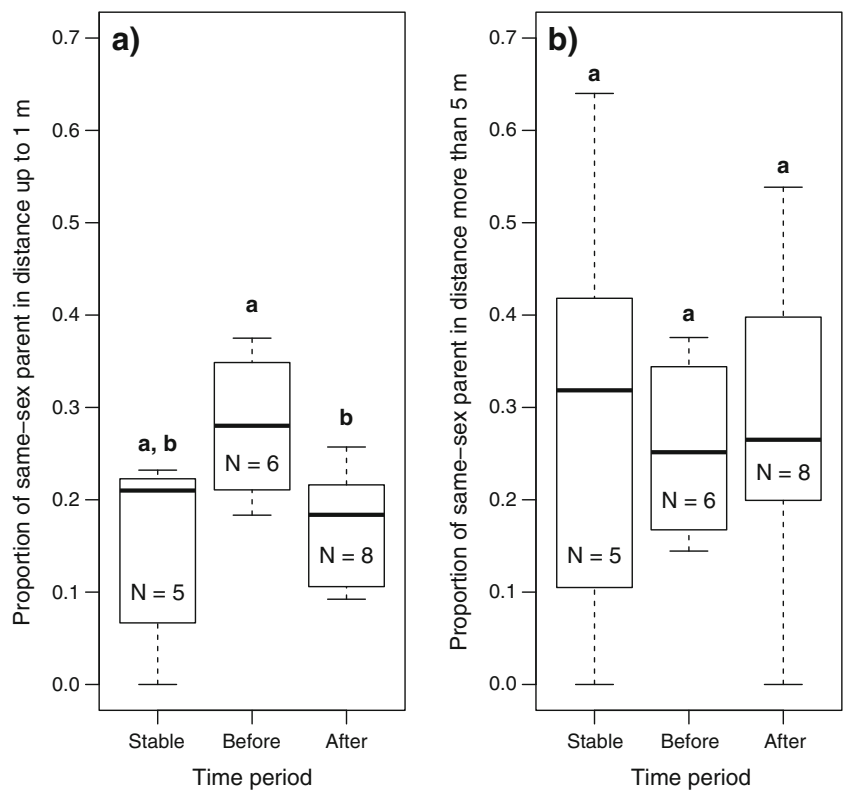 a)
Proportion of same−sex parent in distance up to 1 m
0.7
0.6
0.5
0.4
0.3
0.2
0.1
0.0
a, b
a
b
N = 5
N = 6
N = 8
Stable
Before
After
Time period
b)
Proportion of same−sex parent in distance more than 5 m
0.7
0.6
0.5
0.4
0.3
0.2
0.1
0.0
a
a
a
N = 5
N = 6
N = 8
Stable
Before
After
Time period